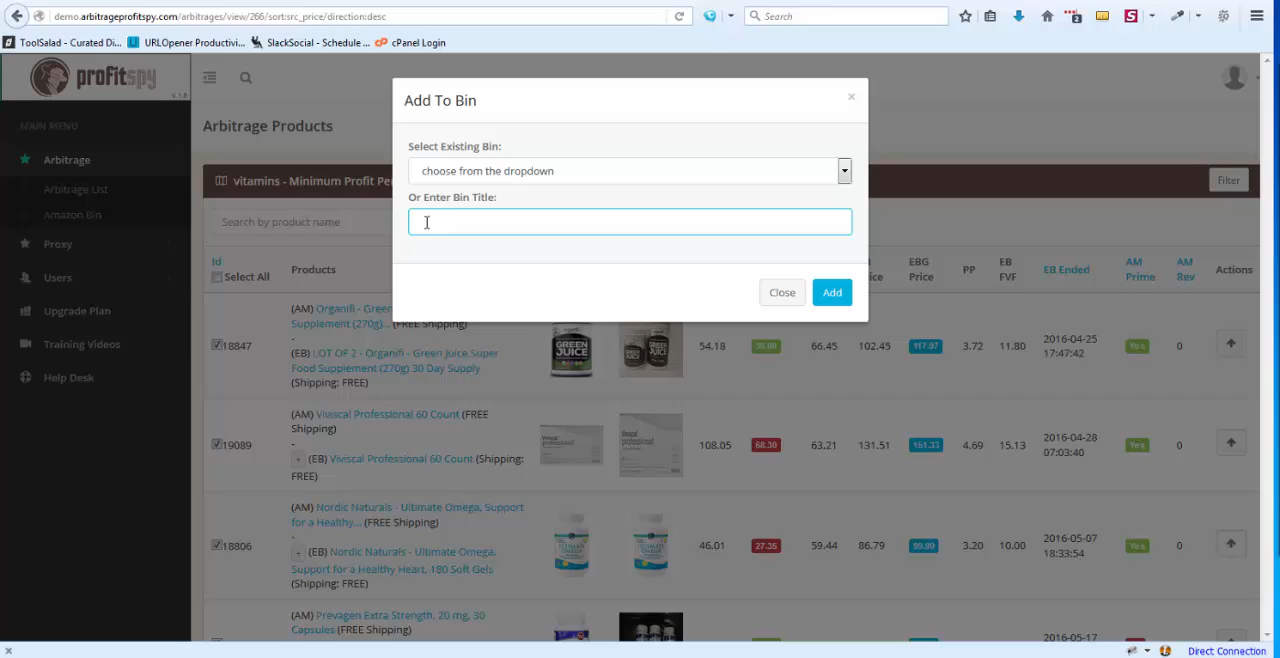 demo.arbitrageprofitspy.com/arbitrages/view/266/sort:src_price/direction:desc
Search
ToolSalad - Curated Di...
URLOpener Productivi...
SlackSocial - Schedule ...
cPanel Login
profitspy
v. 1.8
MAIN MENU
Arbitrage
Arbitrage List
Amazon Bin
Proxy
Users
Upgrade Plan
Training Videos
Help Desk
Arbitrage Products
vitamins - Minimum Profit Pe
Filter
Search by product name
Add To Bin
×
Select Existing Bin:
choose from the dropdown
Or Enter Bin Title:
Close
Add
Id
Select All
Products
ice
EBG
Price
PP
EB
FVF
EB Ended
AM
Prime
AM
Rev
Actions
18847
(AM) Organifi - Green
Supplement (270g)... (FREE Shipping)
-
(EB) LOT OF 2 - Organifi - Green Juice Super
Food Supplement (270g) 30 Day Supply
(Shipping: FREE)
GREEN
JUICE
54.18
66.45
102.45
117.97
3.72
11.80
2016-04-25
17:47:42
Yes
0
19089
(AM) Viviscal Professional 60 Count (FREE
Shipping)
-
(EB) Viviscal Professional 60 Count (Shipping:
FREE)
108.05
68.30
63.21
131.51
151.33
4.69
15.13
2016-04-28
07:03:40
Yes
0
18806
(AM) Nordic Naturals - Ultimate Omega, Support
for a Healthy... (FREE Shipping)
-
(EB) Nordic Naturals - Ultimate Omega,
Support for a Healthy Heart, 180 Soft Gels
(Shipping: FREE)
46.01
27.35
59.44
86.79
99.99
3.20
10.00
2016-05-07
18:33:54
Yes
0
(AM) Prevagen Extra Strength, 20 mg, 30
Capsules (FREE Shipping)
2016-05-17
Direct Connection